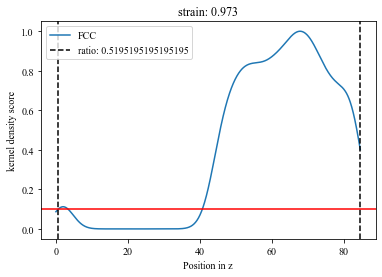 strain: 0.973
FCC
ratio: 0.5195195195195195
1.0
0.8
0.6
0.4
0.2
0.0
kernel density score
0 20 40 60 80
Position in z